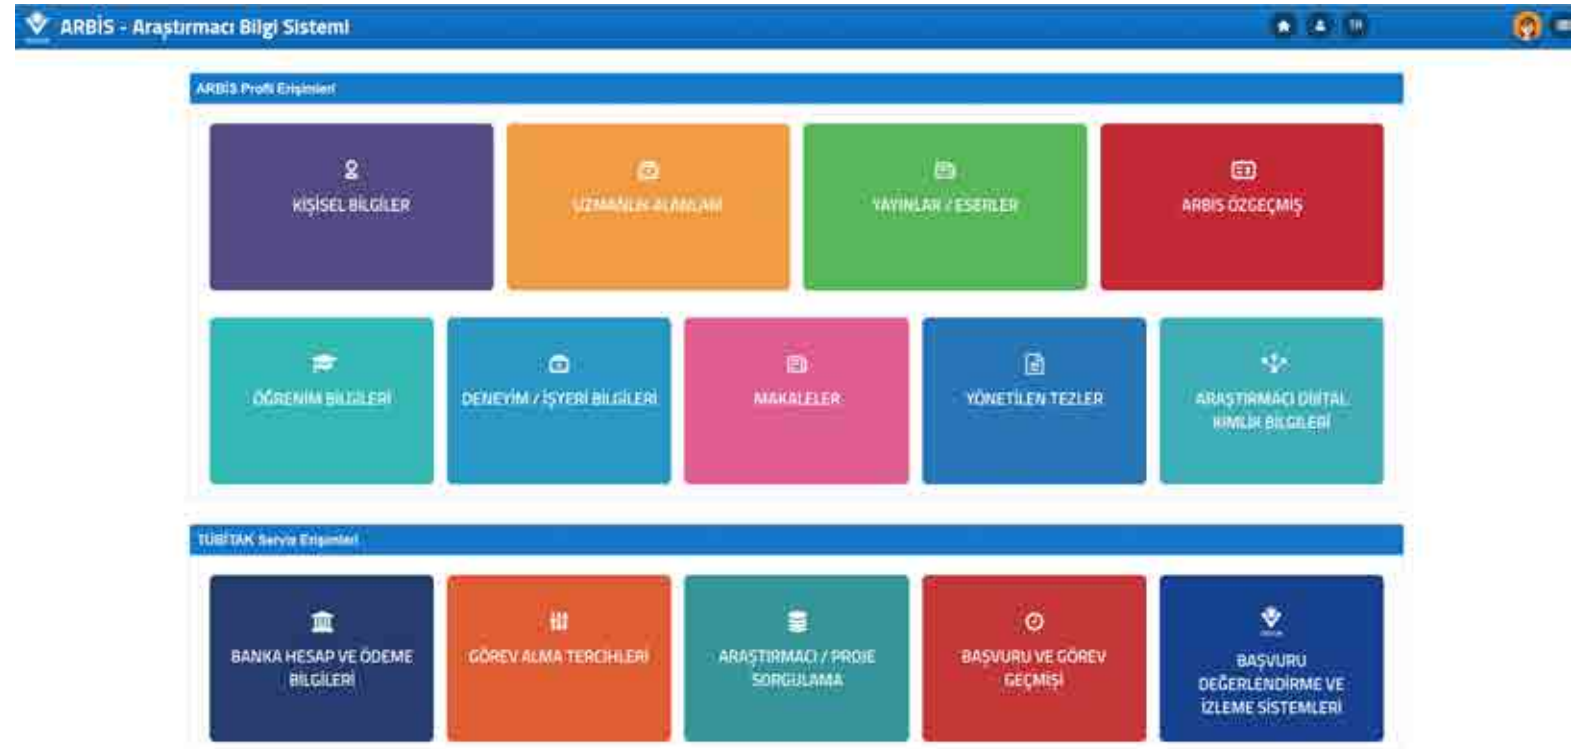 ARBİS - Araştırmacı Bilgi Sistemi
TR
ARBİS Profil Erişimleri
KİŞİSEL BİLGİLER
UZMANLIK ALANLARI
YAYINLAR / ESERLER
ARBİS ÖZGEÇMİŞ
ÖĞRENİM BİLGİLERİ
DENEYİM / İŞYERİ BİLGİLERİ
MAKALELER
YÖNETİLEN TEZLER
ARAŞTIRMACI DİJİTAL
KİMLİK BİLGİLERİ
TÜBİTAK Servis Erişimleri
BANKA HESAP VE ÖDEME
BİLGİLERİ
GÖREV ALMA TERCİHLERİ
ARAŞTIRMACI / PROJE
SORGULAMA
BAŞVURU VE GÖREV
GEÇMİŞİ
BAŞVURU
DEĞERLENDİRME VE
İZLEME SİSTEMLERİ